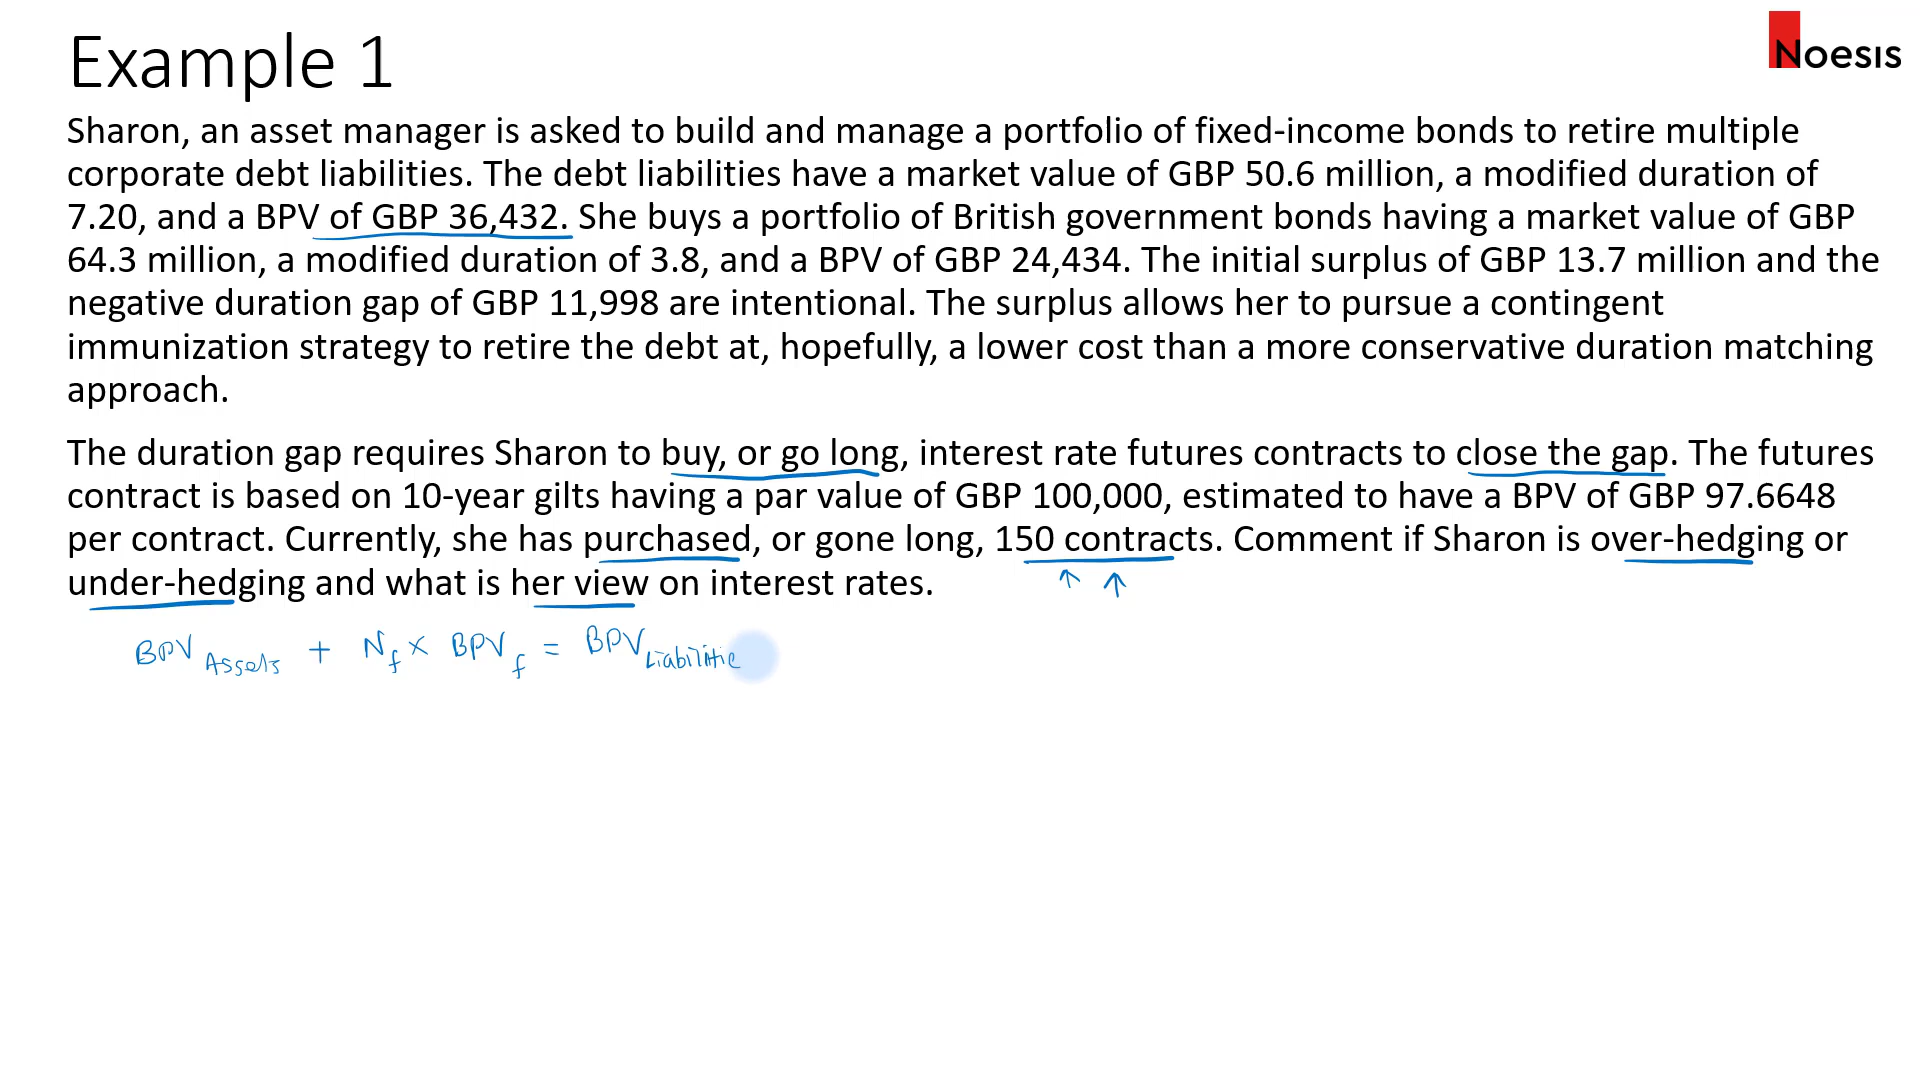 Example 1
Noesis
Sharon, an asset manager is asked to build and manage a portfolio of fixed-income bonds to retire multiple
corporate debt liabilities. The debt liabilities have a market value of GBP 50.6 million, a modified duration of
7.20, and a BPV of GBP 36,432. She buys a portfolio of British government bonds having a market value of GBP
64.3 million, a modified duration of 3.8, and a BPV of GBP 24,434. The initial surplus of GBP 13.7 million and the
negative duration gap of GBP 11,998 are intentional. The surplus allows her to pursue a contingent
immunization strategy to retire the debt at, hopefully, a lower cost than a more conservative duration matching
approach.
The duration gap requires Sharon to buy, or go long, interest rate futures contracts to close the gap. The futures
contract is based on 10-year gilts having a par value of GBP 100,000, estimated to have a BPV of GBP 97.6648
per contract. Currently, she has purchased, or gone long, 150 contracts. Comment if Sharon is over-hedging or
under-hedging and what is her view on interest rates.
BPV Assets + Nf × BPVf = BPV Liabilitie